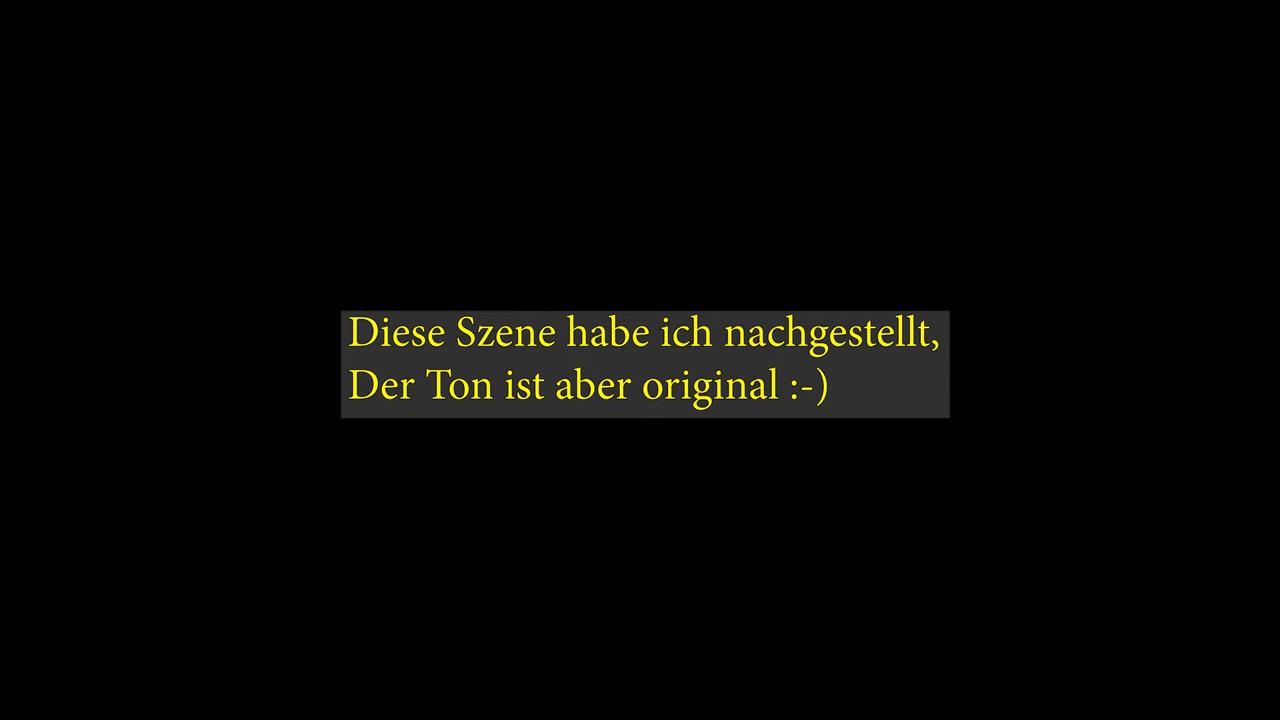 Diese Szene habe ich nachgestellt,
Der Ton ist aber original :-)